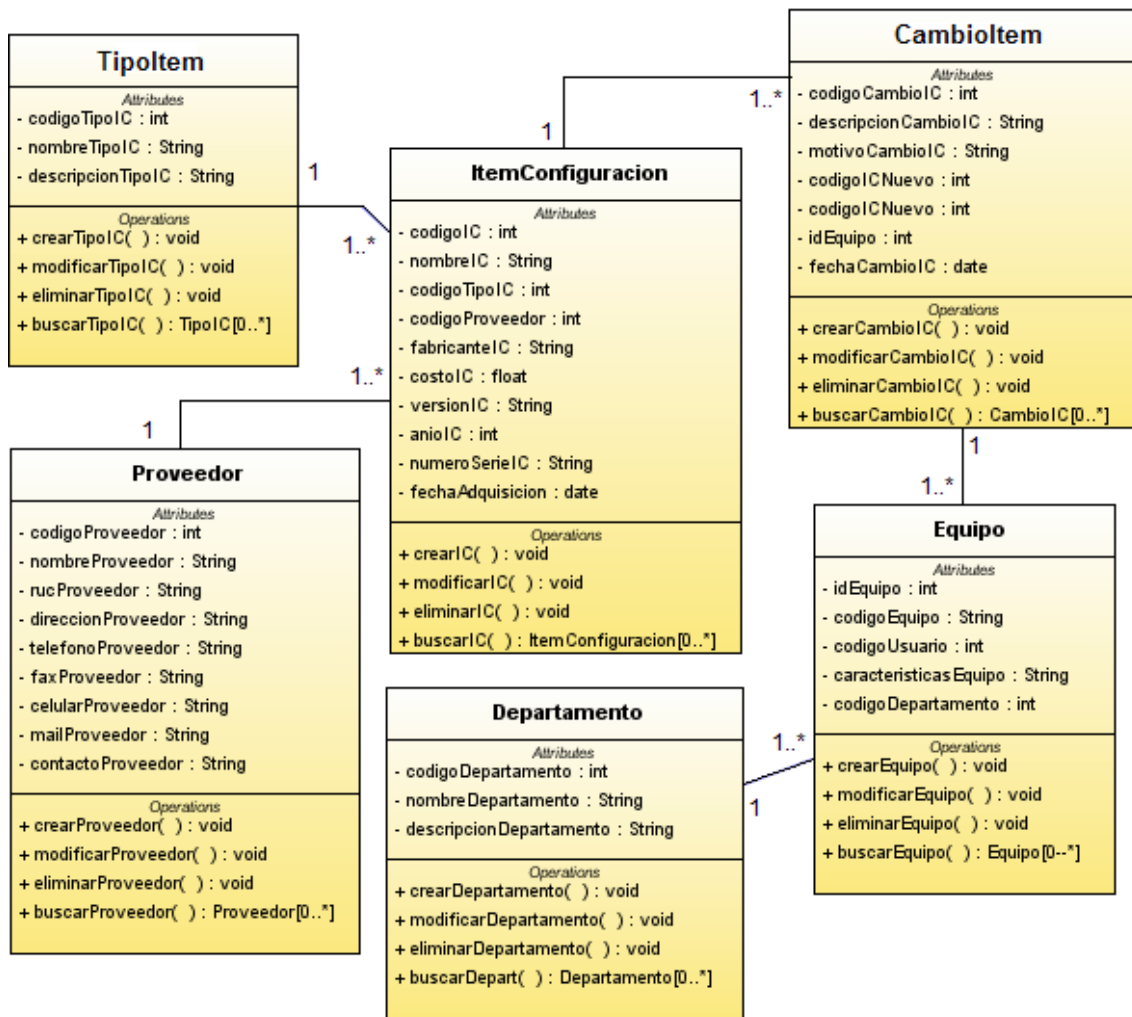 TipoItem
Attributes
- codigoTipoIC : int
- nombreTipoIC : String
- descripcionTipoIC : String
Operations
+ crearTipoIC( ) : void
+ modificarTipoIC( ) : void
+ eliminarTipoIC( ) : void
+ buscarTipoIC( ) : TipoIC[0..*]
1
1..*
CambioItem
Attributes
- codigoCambioIC : int
- descripcionCambioIC : String
- motivoCambioIC : String
- codigoICNuevo : int
- codigoICNuevo : int
- idEquipo : int
- fechaCambioIC : date
Operations
+ crearCambioIC( ) : void
+ modificarCambioIC( ) : void
+ eliminarCambioIC( ) : void
+ buscarCambioIC( ) : CambioIC[0..*]
1..*
1
ItemConfiguracion
Attributes
- codigoIC : int
- nombreIC : String
- codigoTipoIC : int
- codigoProveedor : int
- fabricanteIC : String
- costoIC : float
- versionIC : String
- anioIC : int
- numeroSerieIC : String
- fechaAdquisicion : date
Operations
+ crearIC( ) : void
+ modificarIC( ) : void
+ eliminarIC( ) : void
+ buscarIC( ) : ItemConfiguracion[0..*]
1..*
1
Proveedor
Attributes
- codigoProveedor : int
- nombreProveedor : String
- rucProveedor : String
- direccionProveedor : String
- telefonoProveedor : String
- faxProveedor : String
- celularProveedor : String
- mailProveedor : String
- contactoProveedor : String
Operations
+ crearProveedor( ) : void
+ modificarProveedor( ) : void
+ eliminarProveedor( ) : void
+ buscarProveedor( ) : Proveedor[0..*]
1
1..*
Equipo
Attributes
- idEquipo : int
- codigoEquipo : String
- codigoUsuario : int
- caracteristicasEquipo : String
- codigoDepartamento : int
Operations
+ crearEquipo( ) : void
+ modificarEquipo( ) : void
+ eliminarEquipo( ) : void
+ buscarEquipo( ) : Equipo[0--*]
1..*
1
Departamento
Attributes
- codigoDepartamento : int
- nombreDepartamento : String
- descripcionDepartamento : String
Operations
+ crearDepartamento( ) : void
+ modificarDepartamento( ) : void
+ eliminarDepartamento( ) : void
+ buscarDepart( ) : Departamento[0..*]